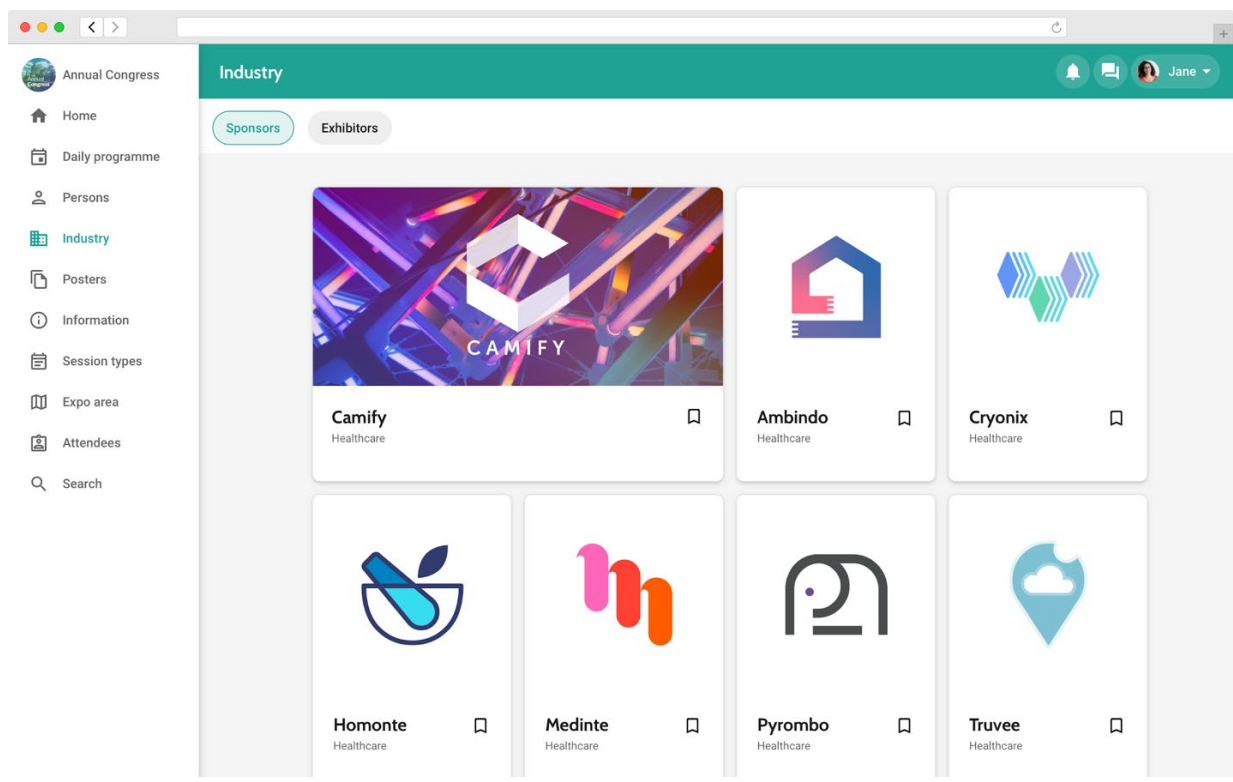 Annual Congress
Industry
Jane
Home
Daily programme
Persons
Industry
Posters
Information
Session types
Expo area
Attendees
Search
Sponsors
Exhibitors
CAMIFY
Camify
Healthcare
Ambindo
Healthcare
Cryonix
Healthcare
Homonte
Healthcare
Medinte
Healthcare
Pyrombo
Healthcare
Truvee
Healthcare